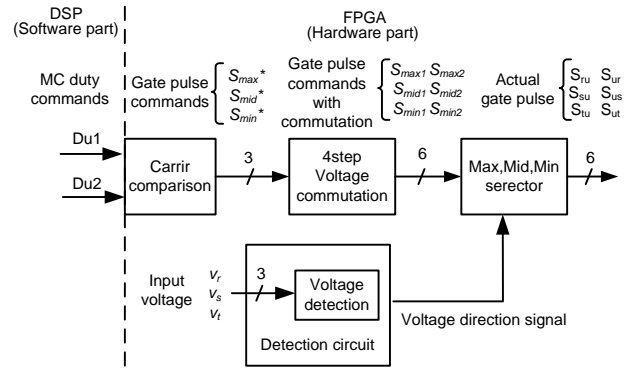 DSP
(Software part)
FPGA
(Hardware part)
MC duty
commands
Gate pulse
commands
Smax*
Smid*
Smin*
Gate pulse
commands
with
commutation
Smax1 Smax2
Smid1 Smid2
Smin1 Smin2
Actual
gate pulse
Sru Sur
Ssu Sus
Stu Sut
Du1
Du2
Carrir
comparison
3
4step
Voltage
commutation
6
Max,Mid,Min
serector
6
Input
voltage
vr
vs
vt
3
Voltage
detection
Detection circuit
Voltage direction signal